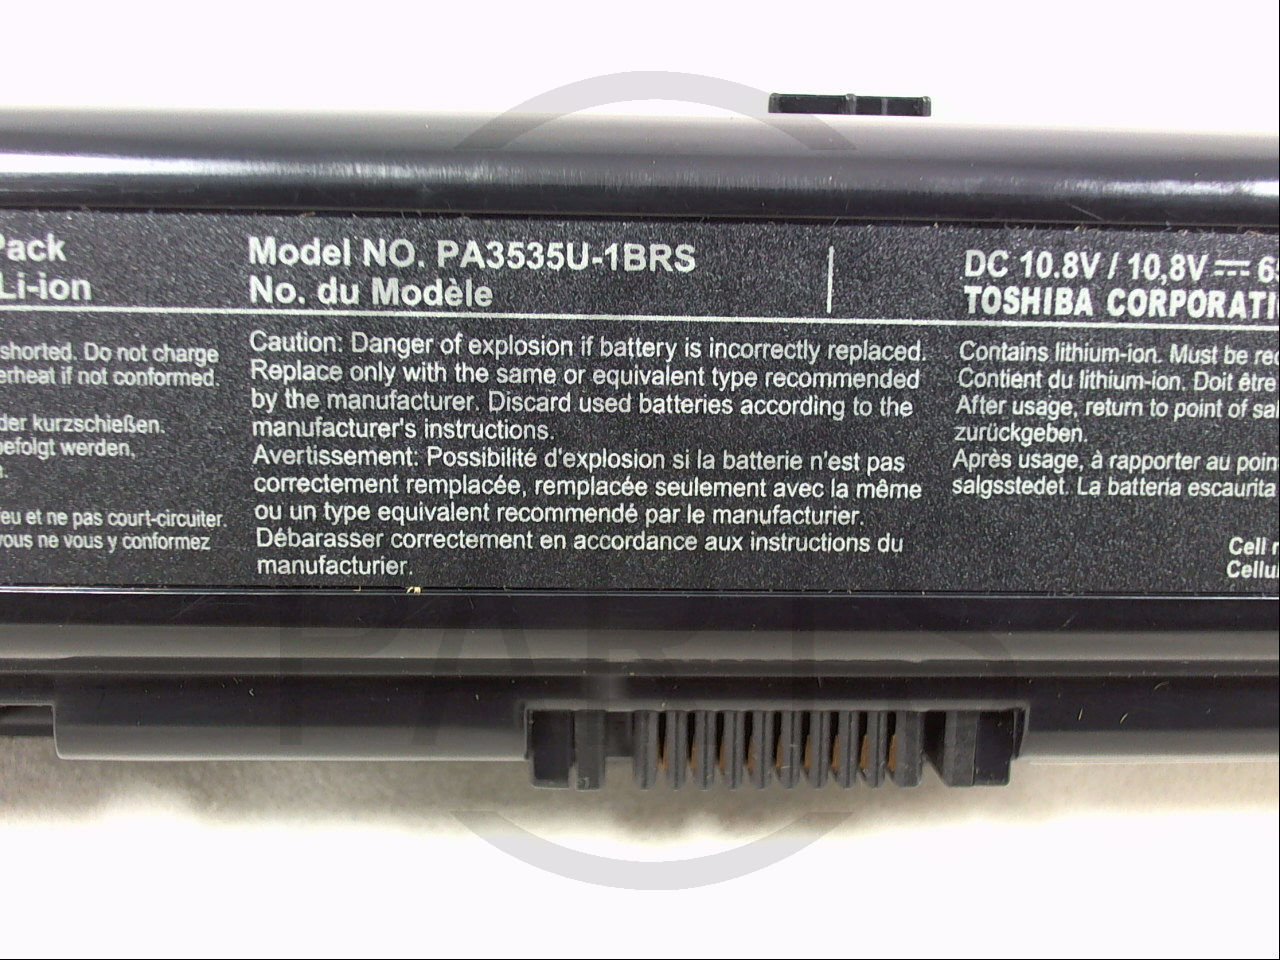 Pack
Li-ion
Model NO. PA3535U-1BRS
No. du Modèle
DC 10.8V / 10,8V ⎓ 6
TOSHIBA CORPORATI
shorted. Do not charge
erheat if not conformed.
der kurzschießen.
efolgt werden,
feu et ne pas court-circuiter.
vous ne vous y conformez
Caution: Danger of explosion if battery is incorrectly replaced.
Replace only with the same or equivalent type recommended
by the manufacturer. Discard used batteries according to the
manufacturer's instructions.
Avertissement: Possibilité d'explosion si la batterie n'est pas
correctement remplacée, remplacée seulement avec la même
ou un type equivalent recommendé par le manufacturier.
Débarasser correctement en accordance aux instructions du
manufacturier.
Contains lithium-ion. Must be rec
Contient du lithium-ion. Doit être
After usage, return to point of sal
zurückgeben.
Après usage, à rapporter au poin
salgsstedet. La batteria escaurita
Cell
Cellu
PARTS